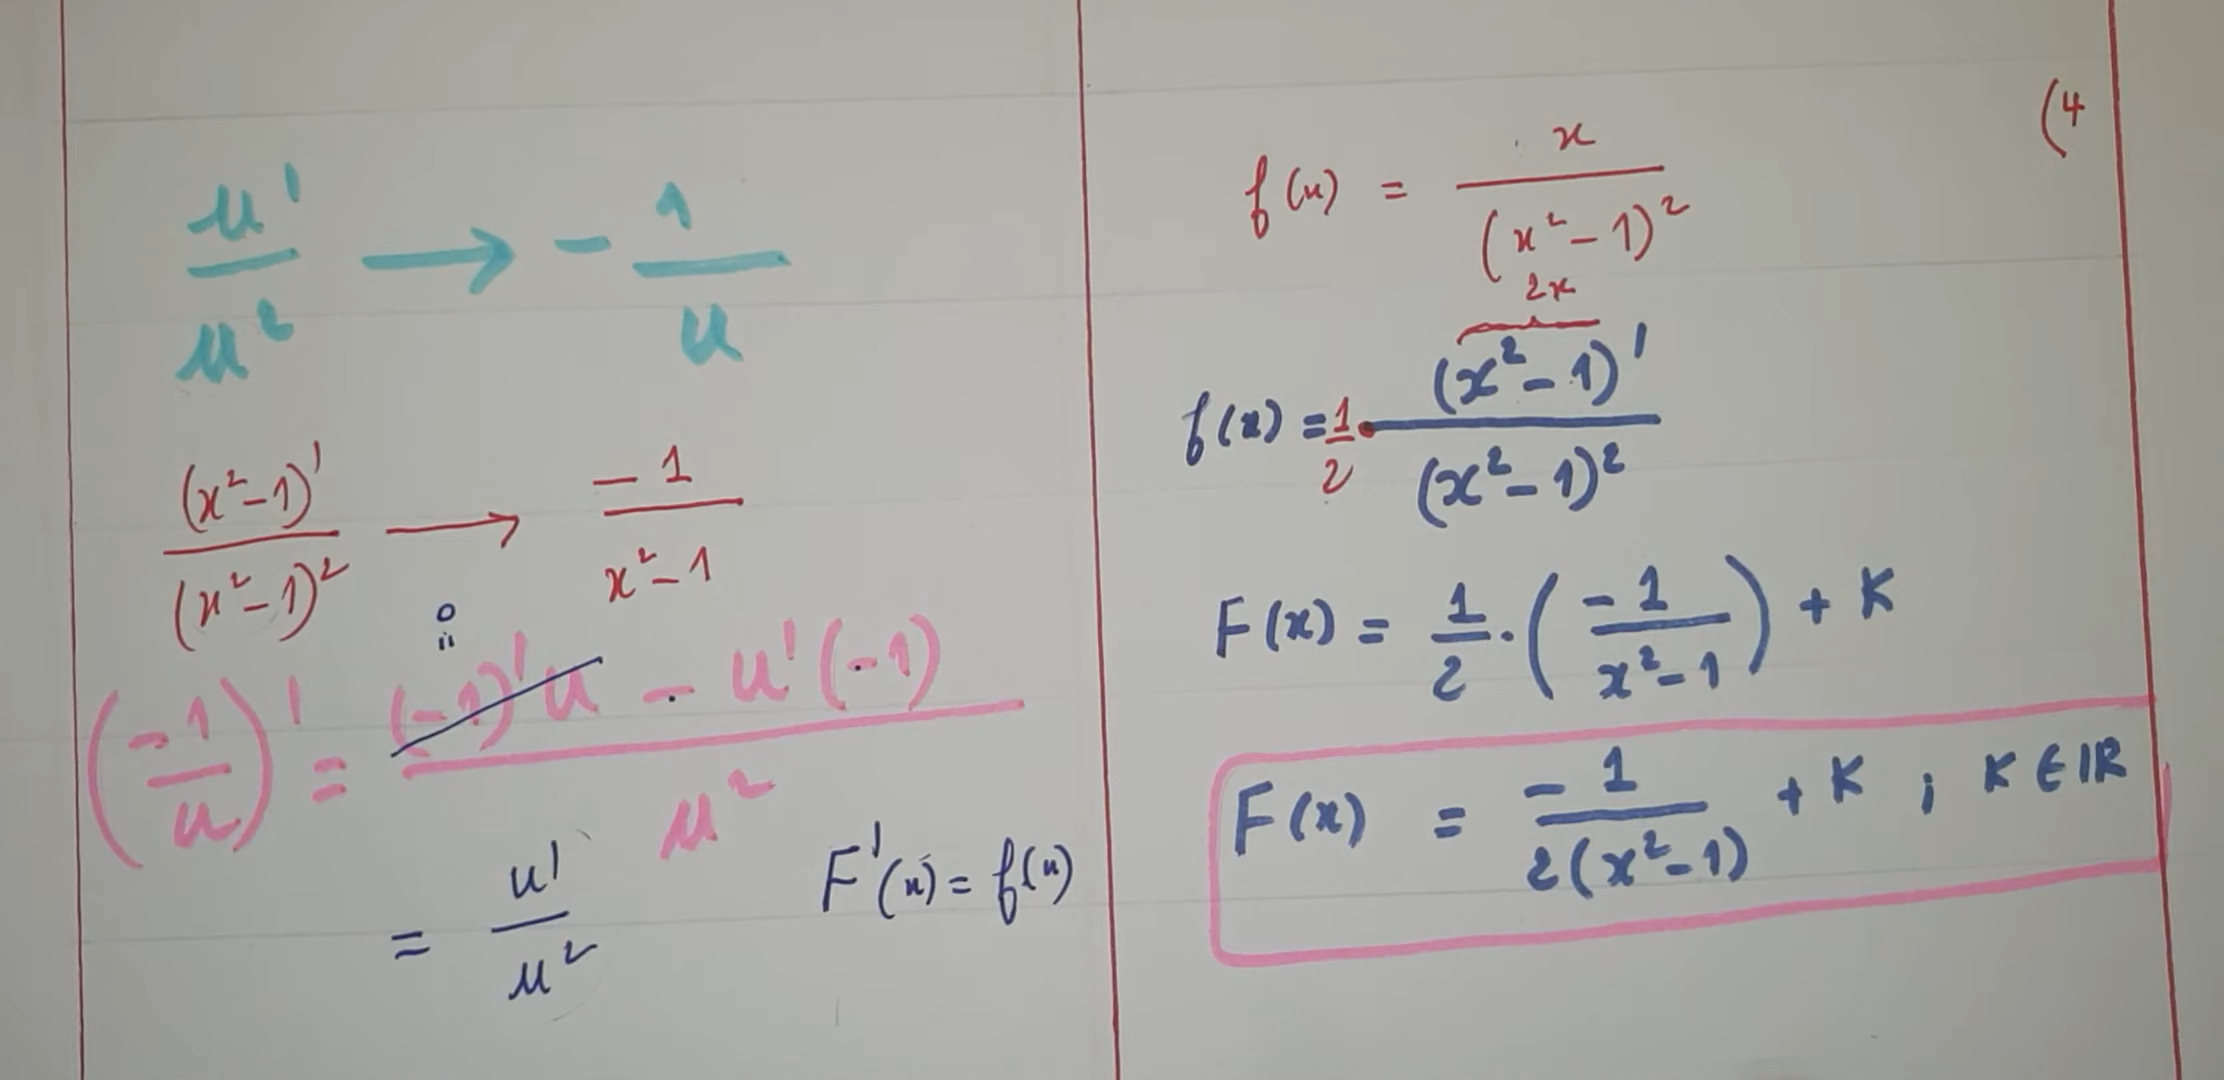 u'/u² → - 1/u
(x²-1)'/(x²-1)² → -1/x²-1
0
=
(-1/u)' = (-1)'u - u'(-1)/u²
= u'/u²
F'(x) = f(x)
(4
f(x) = x/(x²-1)²
2x
f(x) = 1/2 · (x²-1)'/(x²-1)²
F(x) = 1/2 · (-1/x²-1) + K
F(x) = -1/2(x²-1) + K ; K ∈ IR